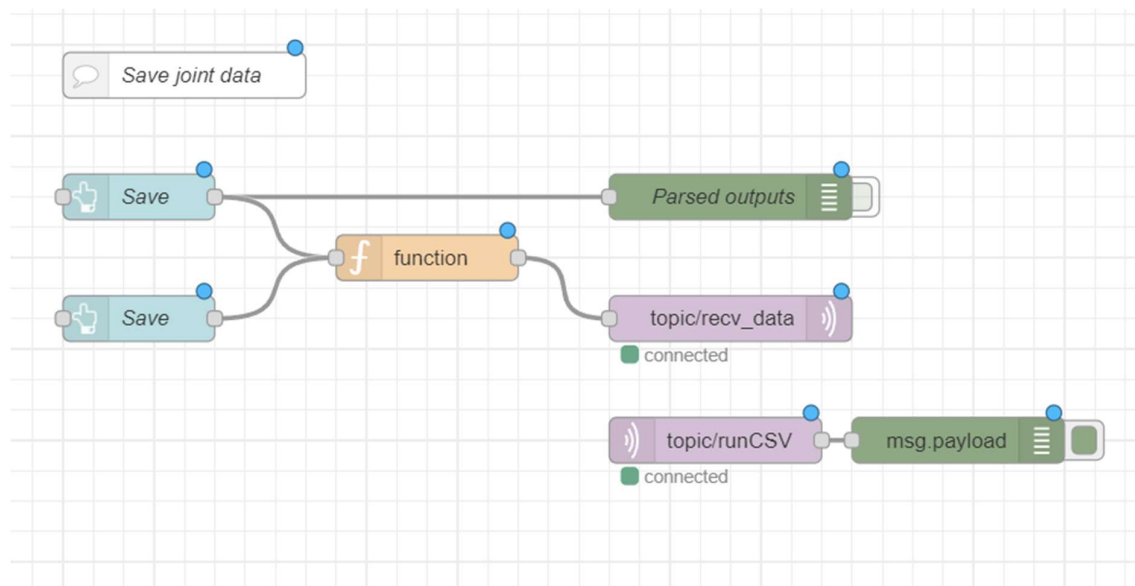 Save joint data
Save
Parsed outputs
function
Save
topic/recv_data
connected
topic/runCSV
msg.payload
connected